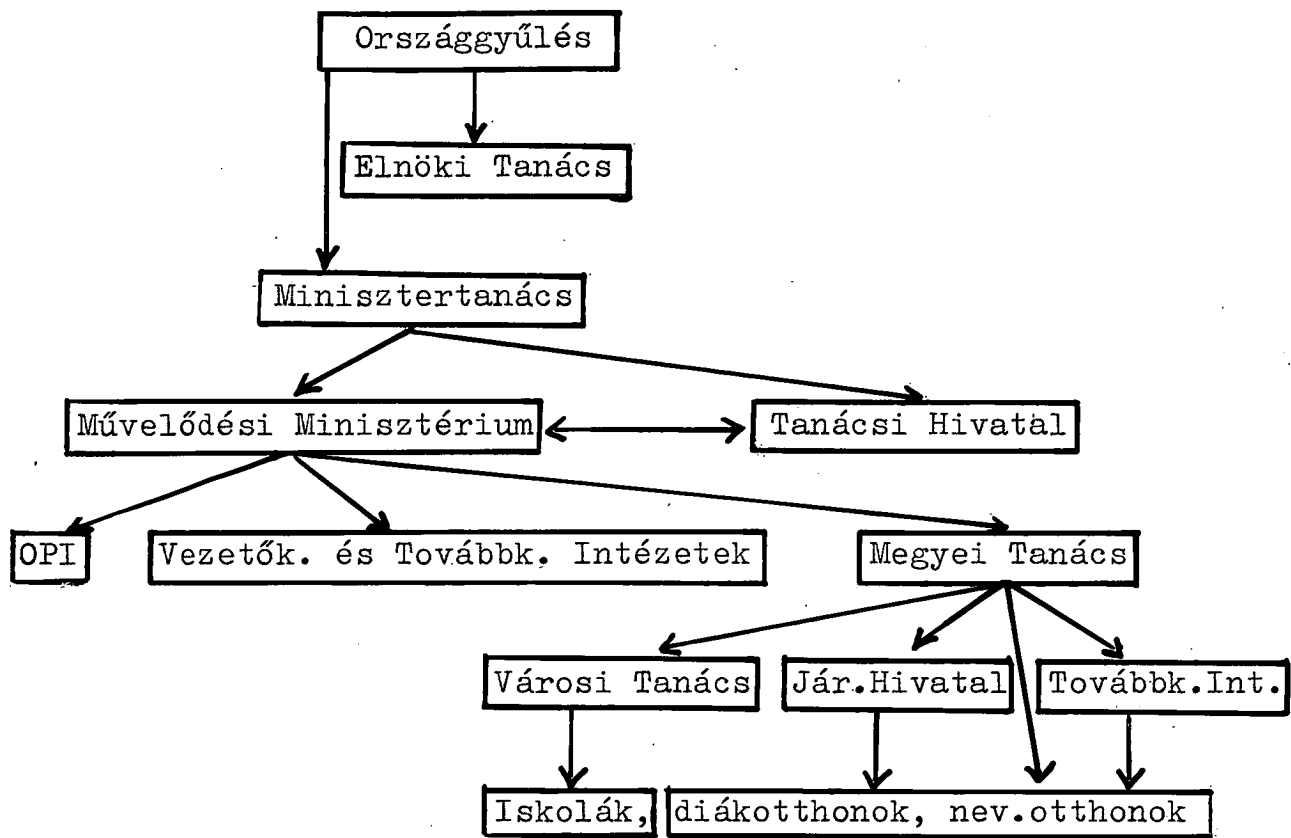 Országgyűlés
Elnöki Tanács
Minisztertanács
Művelődési Minisztérium
Tanácsi Hivatal
OPI
Vezetők. és Továbbk. Intézetek
Megyei Tanács
Városi Tanács
Jár.Hivatal
Továbbk.Int.
Iskolák, diákotthonok, nev.otthonok